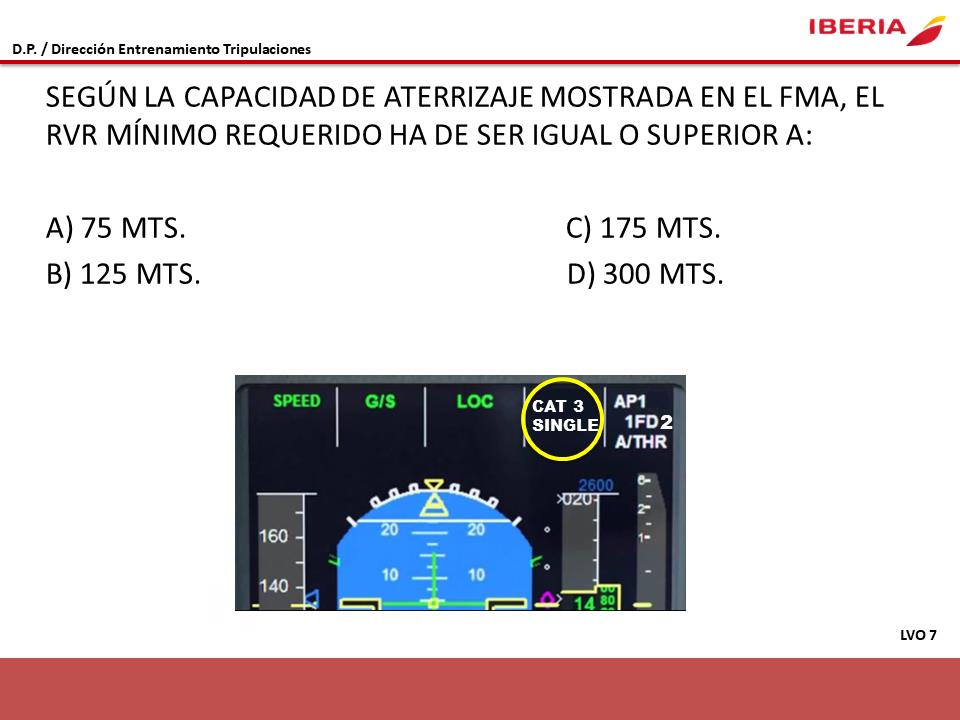 IBERIA
D.P. / Dirección Entrenamiento Tripulaciones
SEGÚN LA CAPACIDAD DE ATERRIZAJE MOSTRADA EN EL FMA, EL
RVR MÍNIMO REQUERIDO HA DE SER IGUAL O SUPERIOR A:
A) 75 MTS. C) 175 MTS.
B) 125 MTS. D) 300 MTS.
SPEED G/S LOC CAT 3 AP1
SINGLE 1FD2
A/THR
2600
020
6
2
1
160 20 20
10 10
140
14 80
LVO 7